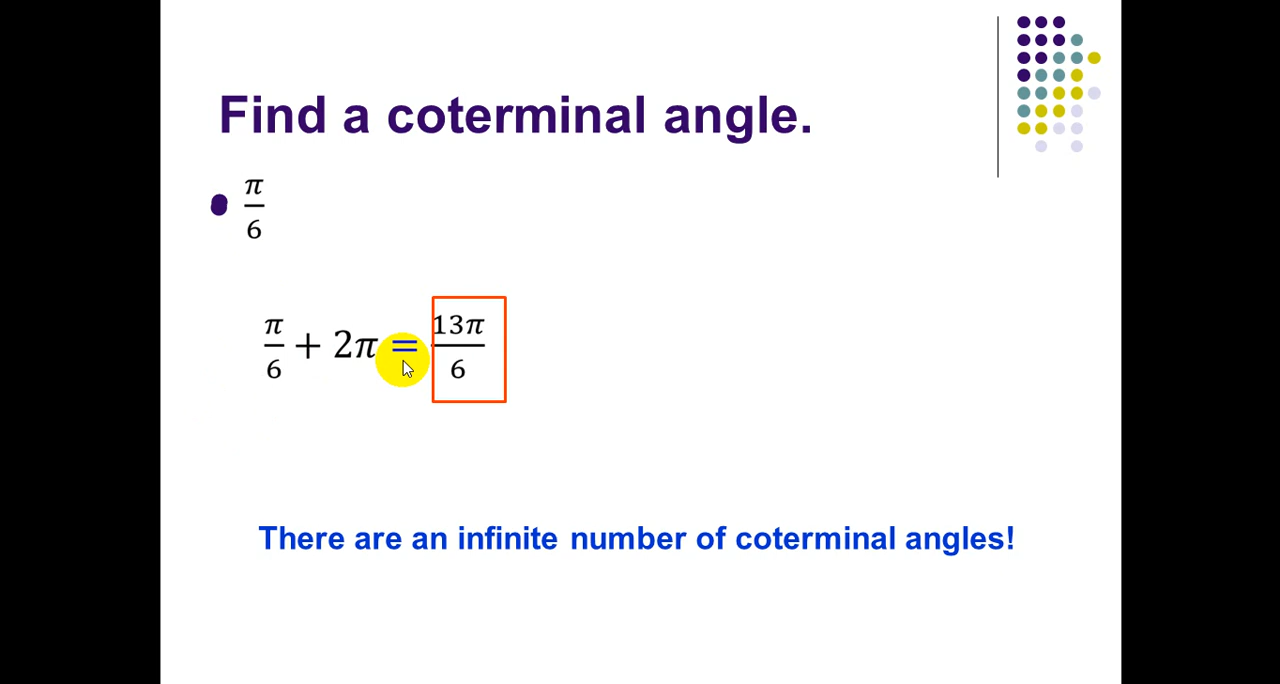 Find a coterminal angle.
• π/6
π/6 + 2π = 13π/6
There are an infinite number of coterminal angles!